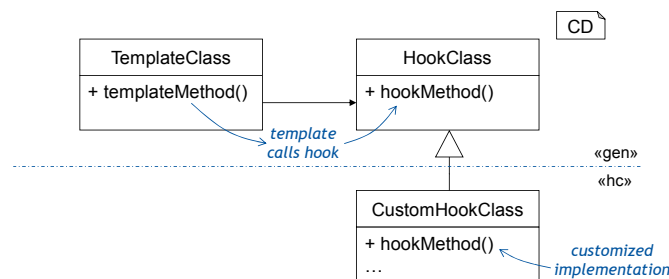 CD
TemplateClass
+ templateMethod()
HookClass
+ hookMethod()
template
calls hook
«gen»
«hc»
CustomHookClass
+ hookMethod()
...
customized
implementation